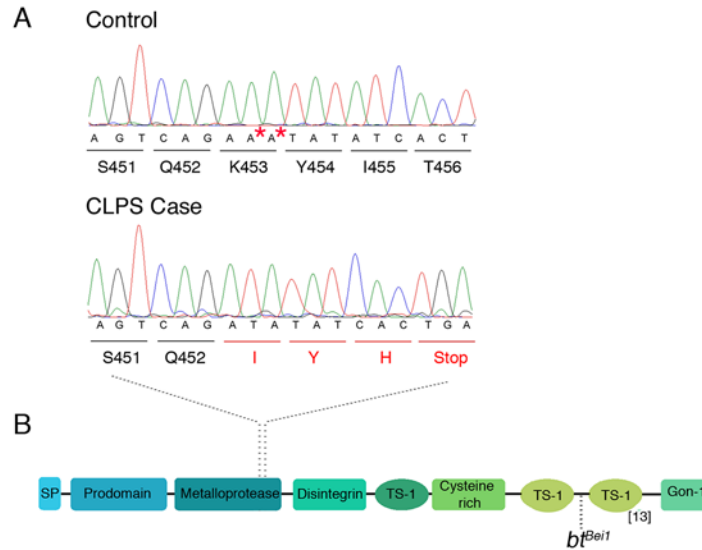 A
Control
A G T C A G A A * A * T A T A T C A C T
S451 Q452 K453 Y454 I455 T456
CLPS Case
A G T C A G A T A T A T C A C T G A
S451 Q452 I Y H Stop
B
SP Prodomain Metalloprotease Disintegrin TS-1 Cysteine rich TS-1 TS-1 Gon-1
[13]
bt^Bei1